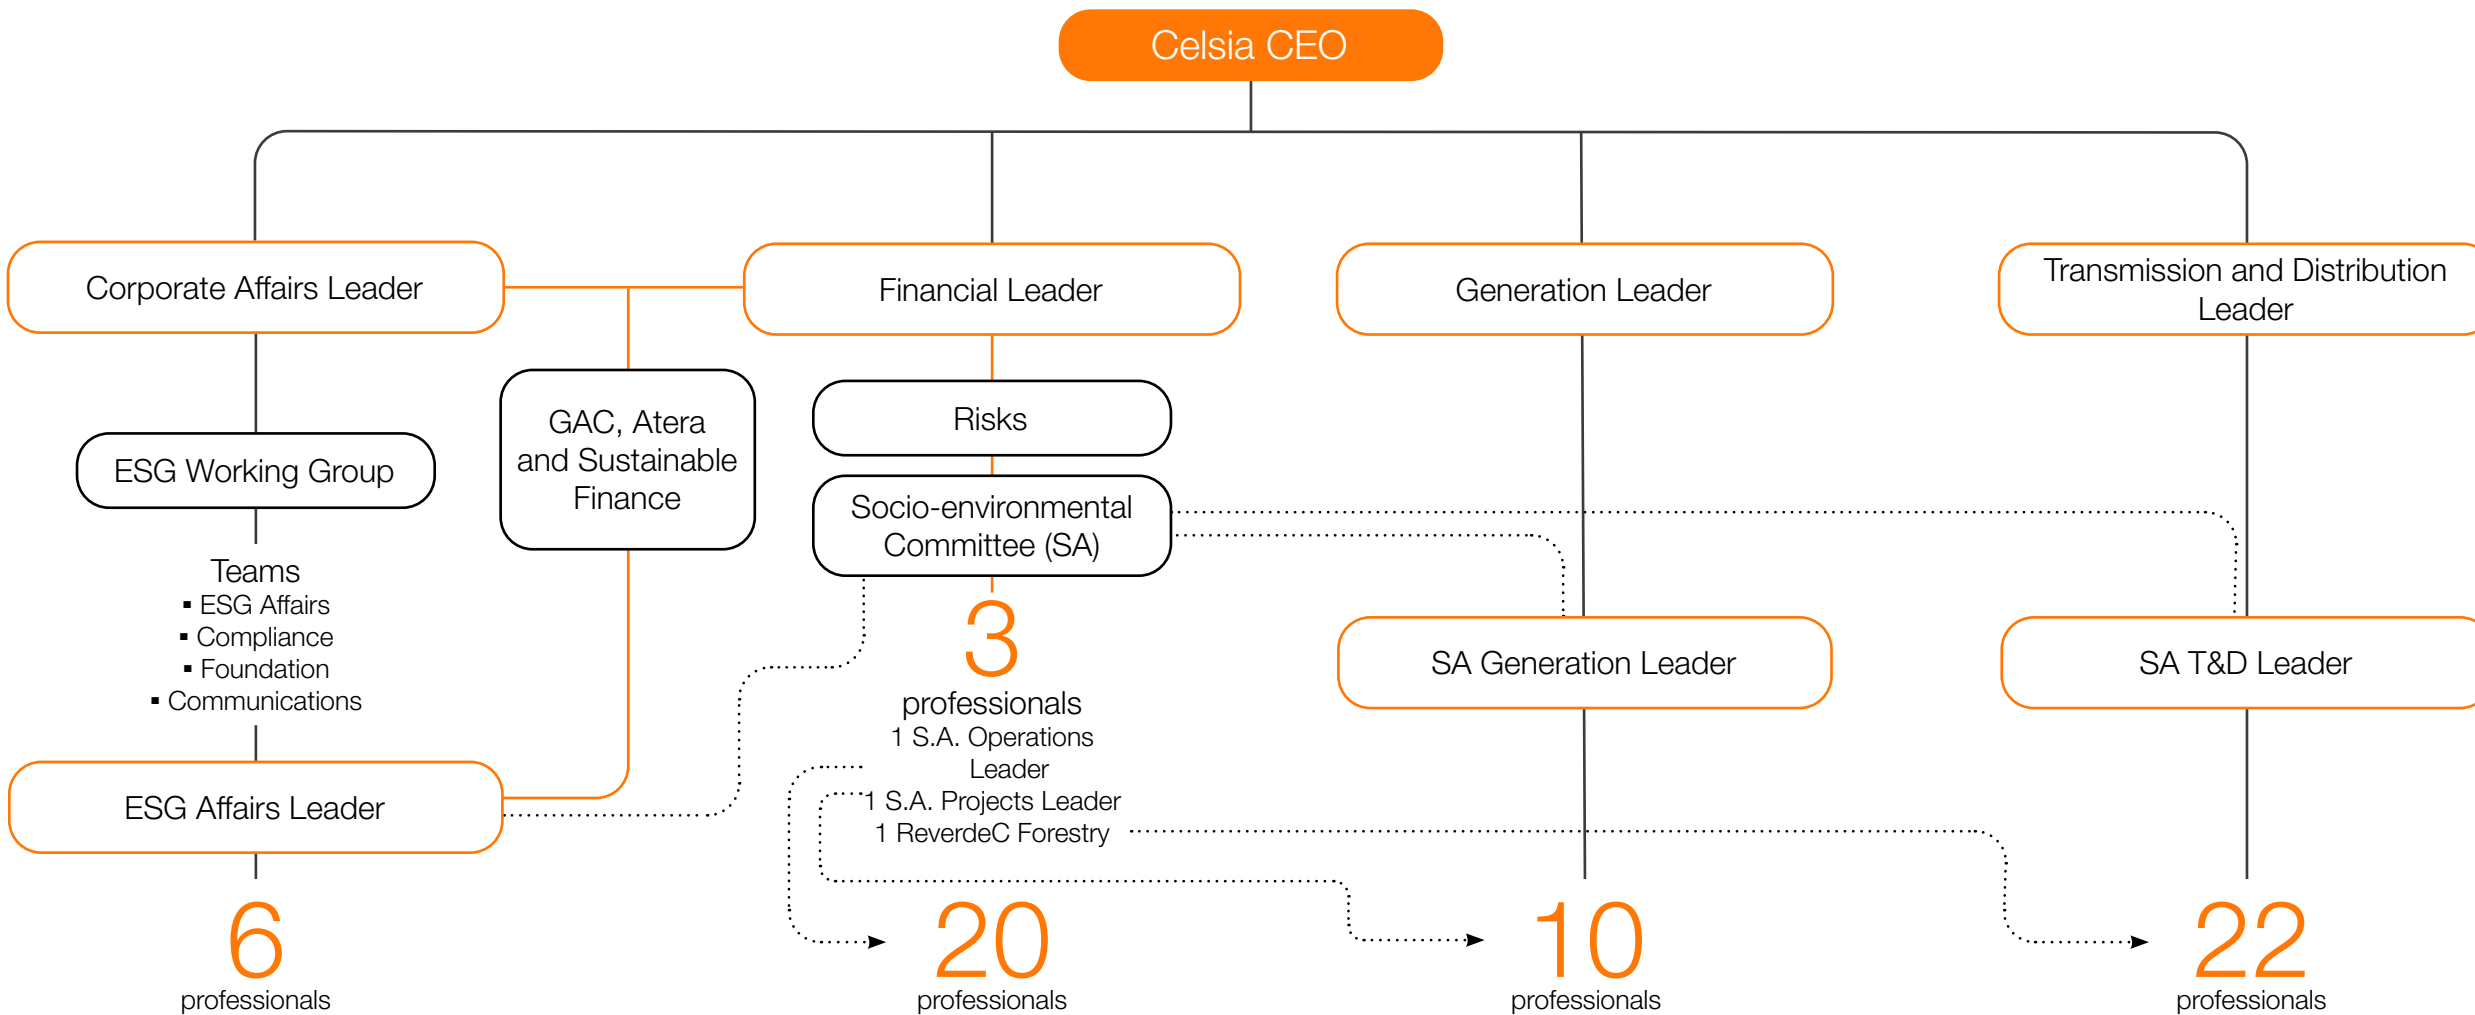 Celsia CEO
Corporate Affairs Leader
Financial Leader
Generation Leader
Transmission and Distribution
Leader
GAC, Atera
and Sustainable
Finance
Risks
ESG Working Group
Socio-environmental
Committee (SA)
Teams
▪ ESG Affairs
▪ Compliance
▪ Foundation
▪ Communications
3
professionals
1 S.A. Operations
Leader
1 S.A. Projects Leader
1 ReverdeC Forestry
SA Generation Leader
SA T&D Leader
ESG Affairs Leader
6
professionals
20
professionals
10
professionals
22
professionals